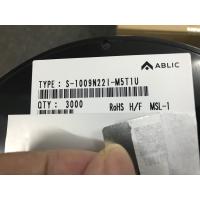 ABLIC
TYPE : S-1009N22I-M5T1U
QTY : 3000
RoHS H/F MSL-1